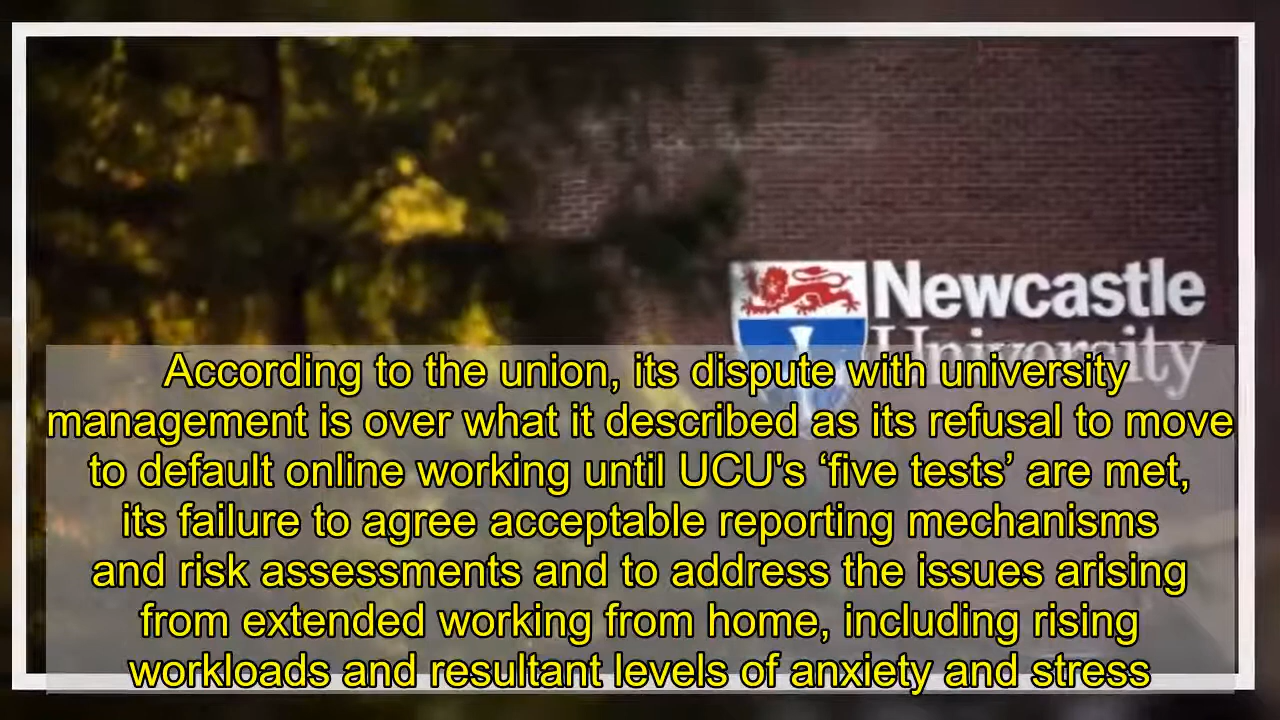 Newcastle
University
According to the union, its dispute with university
management is over what it described as its refusal to move
to default online working until UCU's ‘five tests’ are met,
its failure to agree acceptable reporting mechanisms
and risk assessments and to address the issues arising
from extended working from home, including rising
workloads and resultant levels of anxiety and stress